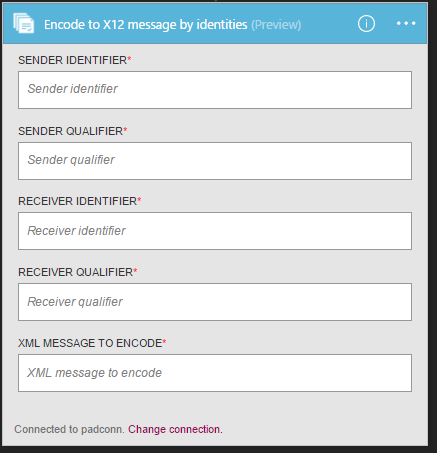 Encode to X12 message by identities (Preview)
SENDER IDENTIFIER*
Sender identifier
SENDER QUALIFIER*
Sender qualifier
RECEIVER IDENTIFIER*
Receiver identifier
RECEIVER QUALIFIER*
Receiver qualifier
XML MESSAGE TO ENCODE*
XML message to encode
Connected to padconn. Change connection.